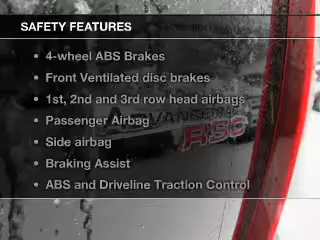 SAFETY FEATURES
• 4-wheel ABS Brakes
• Front Ventilated disc brakes
• 1st, 2nd and 3rd row head airbags
• Passenger Airbag
• Side airbag
• Braking Assist
• ABS and Driveline Traction Control
RSC